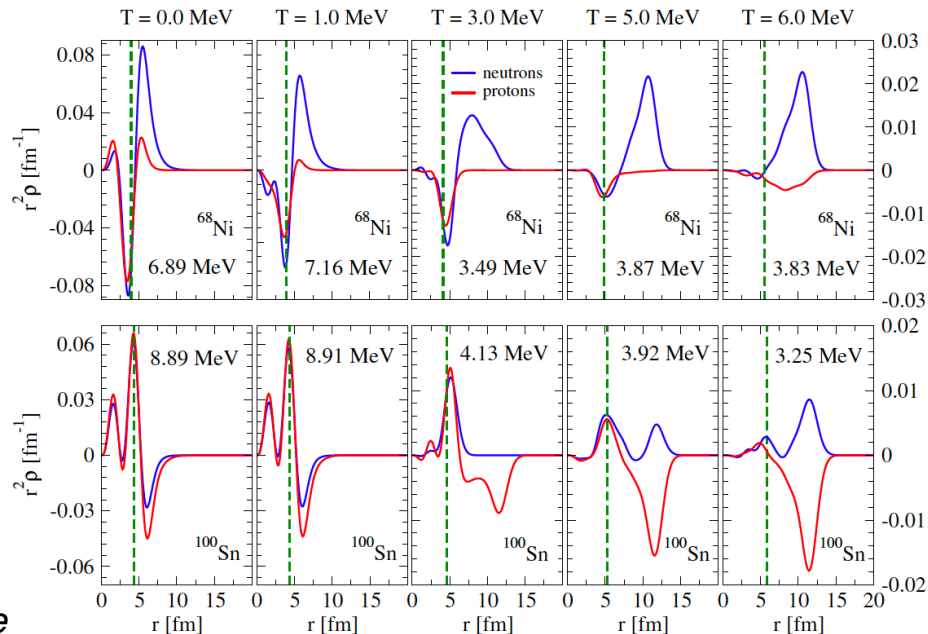 T = 0.0 MeV T = 1.0 MeV T = 3.0 MeV T = 5.0 MeV T = 6.0 MeV
r²ρ [fm⁻¹]
0.08
0.04
0
-0.04
-0.08
⁶⁸Ni
6.89 MeV
⁶⁸Ni
7.16 MeV
neutrons
protons
⁶⁸Ni
3.49 MeV
⁶⁸Ni
3.87 MeV
⁶⁸Ni
3.83 MeV
0.03
0.02
0.01
0
-0.01
-0.02
-0.03
r²ρ [fm⁻¹]
0.06
0.03
0
-0.03
-0.06
8.89 MeV
¹⁰⁰Sn
8.91 MeV
¹⁰⁰Sn
4.13 MeV
¹⁰⁰Sn
3.92 MeV
¹⁰⁰Sn
3.25 MeV
¹⁰⁰Sn
0.02
0.01
0
-0.01
-0.02
0 5 10 15 0 5 10 15 0 5 10 15 0 5 10 15 0 5 10 15 20
r [fm] r [fm] r [fm] r [fm] r [fm]
e